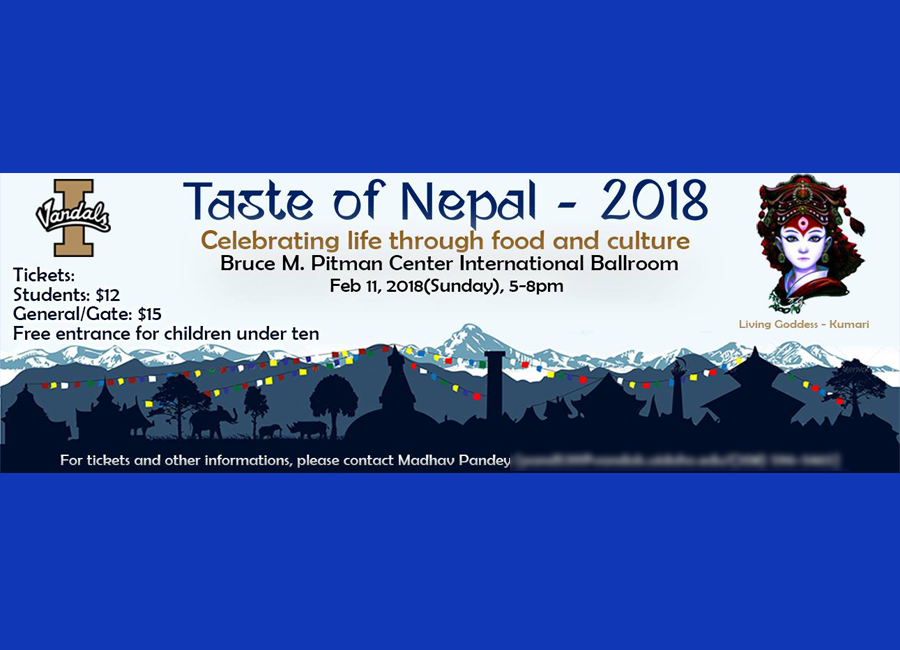 Taste of Nepal - 2018
Celebrating life through food and culture
Bruce M. Pitman Center International Ballroom
Feb 11, 2018(Sunday), 5-8pm
I
Vandals
Tickets:
Students: $12
General/Gate: $15
Free entrance for children under ten
Living Goddess - Kumari
For tickets and other informations, please contact Madhav Pandey